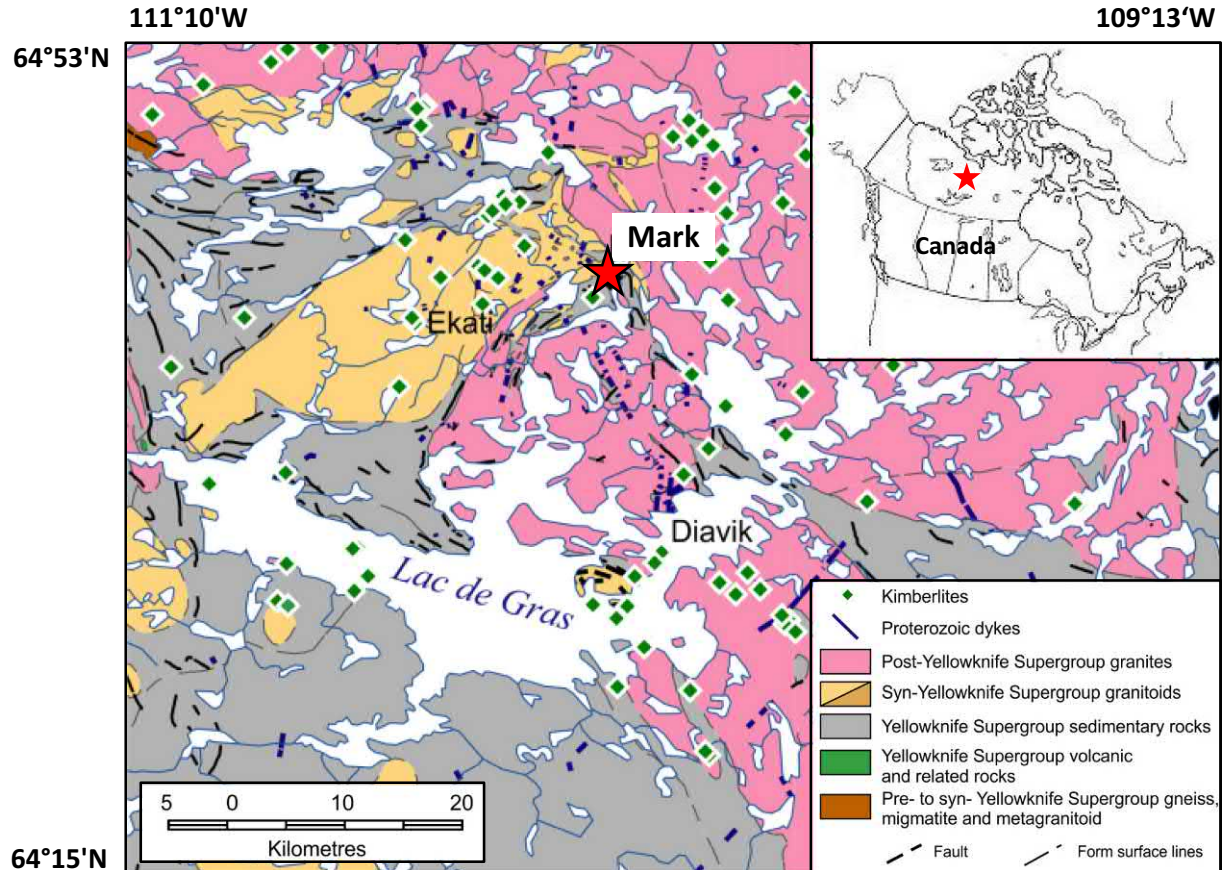 111°10'W
109°13‘W
64°53'N
Canada
Mark
Ekati
Diavik
Lac de Gras
Kimberlites
Proterozoic dykes
Post-Yellowknife Supergroup granites
Syn-Yellowknife Supergroup granitoids
Yellowknife Supergroup sedimentary rocks
Yellowknife Supergroup volcanic
and related rocks
Pre- to syn- Yellowknife Supergroup gneiss,
migmatite and metagranitoid
Fault
Form surface lines
5 0 10 20
Kilometres
64°15'N